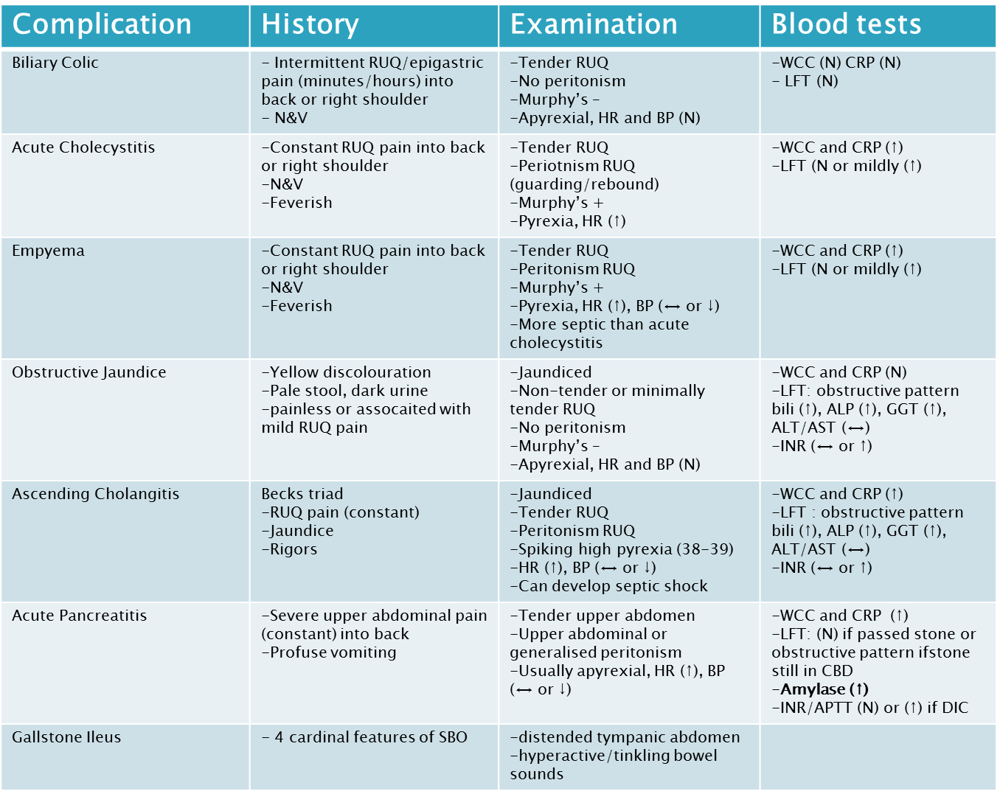 Complication
History
Examination
Blood tests
Biliary Colic
- Intermittent RUQ/epigastric
pain (minutes/hours) into
back or right shoulder
- N&V
-Tender RUQ
-No peritonism
-Murphy's -
-Apyrexial, HR and BP (N)
-WCC (N) CRP (N)
- LFT (N)
Acute Cholecystitis
-Constant RUQ pain into back
or right shoulder
-N&V
-Feverish
-Tender RUQ
-Periotnism RUQ
(guarding/rebound)
-Murphy's +
-Pyrexia, HR (↑)
-WCC and CRP (↑)
-LFT (N or mildly (↑)
Empyema
-Constant RUQ pain into back
or right shoulder
-N&V
-Feverish
-Tender RUQ
-Peritonism RUQ
-Murphy's +
-Pyrexia, HR (↑), BP (↔ or ↓)
-More septic than acute
cholecystitis
-WCC and CRP (↑)
-LFT (N or mildly (↑)
Obstructive Jaundice
-Yellow discolouration
-Pale stool, dark urine
-painless or assocaited with
mild RUQ pain
-Jaundiced
-Non-tender or minimally
tender RUQ
-No peritonism
-Murphy's -
-Apyrexial, HR and BP (N)
-WCC and CRP (N)
-LFT: obstructive pattern
bili (↑), ALP (↑), GGT (↑),
ALT/AST (↔)
-INR (↔ or ↑)
Ascending Cholangitis
Becks triad
-RUQ pain (constant)
-Jaundice
-Rigors
-Jaundiced
-Tender RUQ
-Peritonism RUQ
-Spiking high pyrexia (38-39)
-HR (↑), BP (↔ or ↓)
-Can develop septic shock
-WCC and CRP (↑)
-LFT : obstructive pattern
bili (↑), ALP (↑), GGT (↑),
ALT/AST (↔)
-INR (↔ or ↑)
Acute Pancreatitis
-Severe upper abdominal pain
(constant) into back
-Profuse vomiting
-Tender upper abdomen
-Upper abdominal or
generalised peritonism
-Usually apyrexial, HR (↑), BP
(↔ or ↓)
-WCC and CRP (↑)
-LFT: (N) if passed stone or
obstructive pattern ifstone
still in CBD
-Amylase (↑)
-INR/APTT (N) or (↑) if DIC
Gallstone Ileus
- 4 cardinal features of SBO
-distended tympanic abdomen
-hyperactive/tinkling bowel
sounds